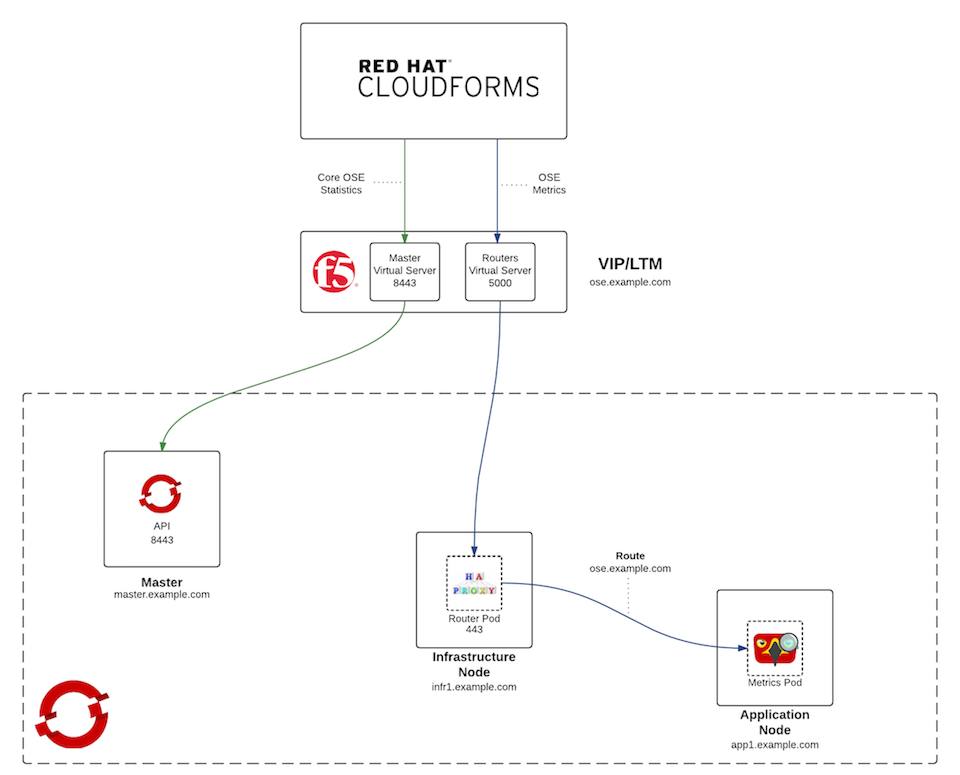 RED HAT®
CLOUDFORMS
Core OSE
Statistics
OSE
Metrics
f5
Master
Virtual Server
8443
Routers
Virtual Server
5000
VIP/LTM
ose.example.com
API
8443
Master
master.example.com
HA
PROXY
Router Pod
443
Infrastructure
Node
infr1.example.com
Route
ose.example.com
Metrics Pod
Application
Node
app1.example.com